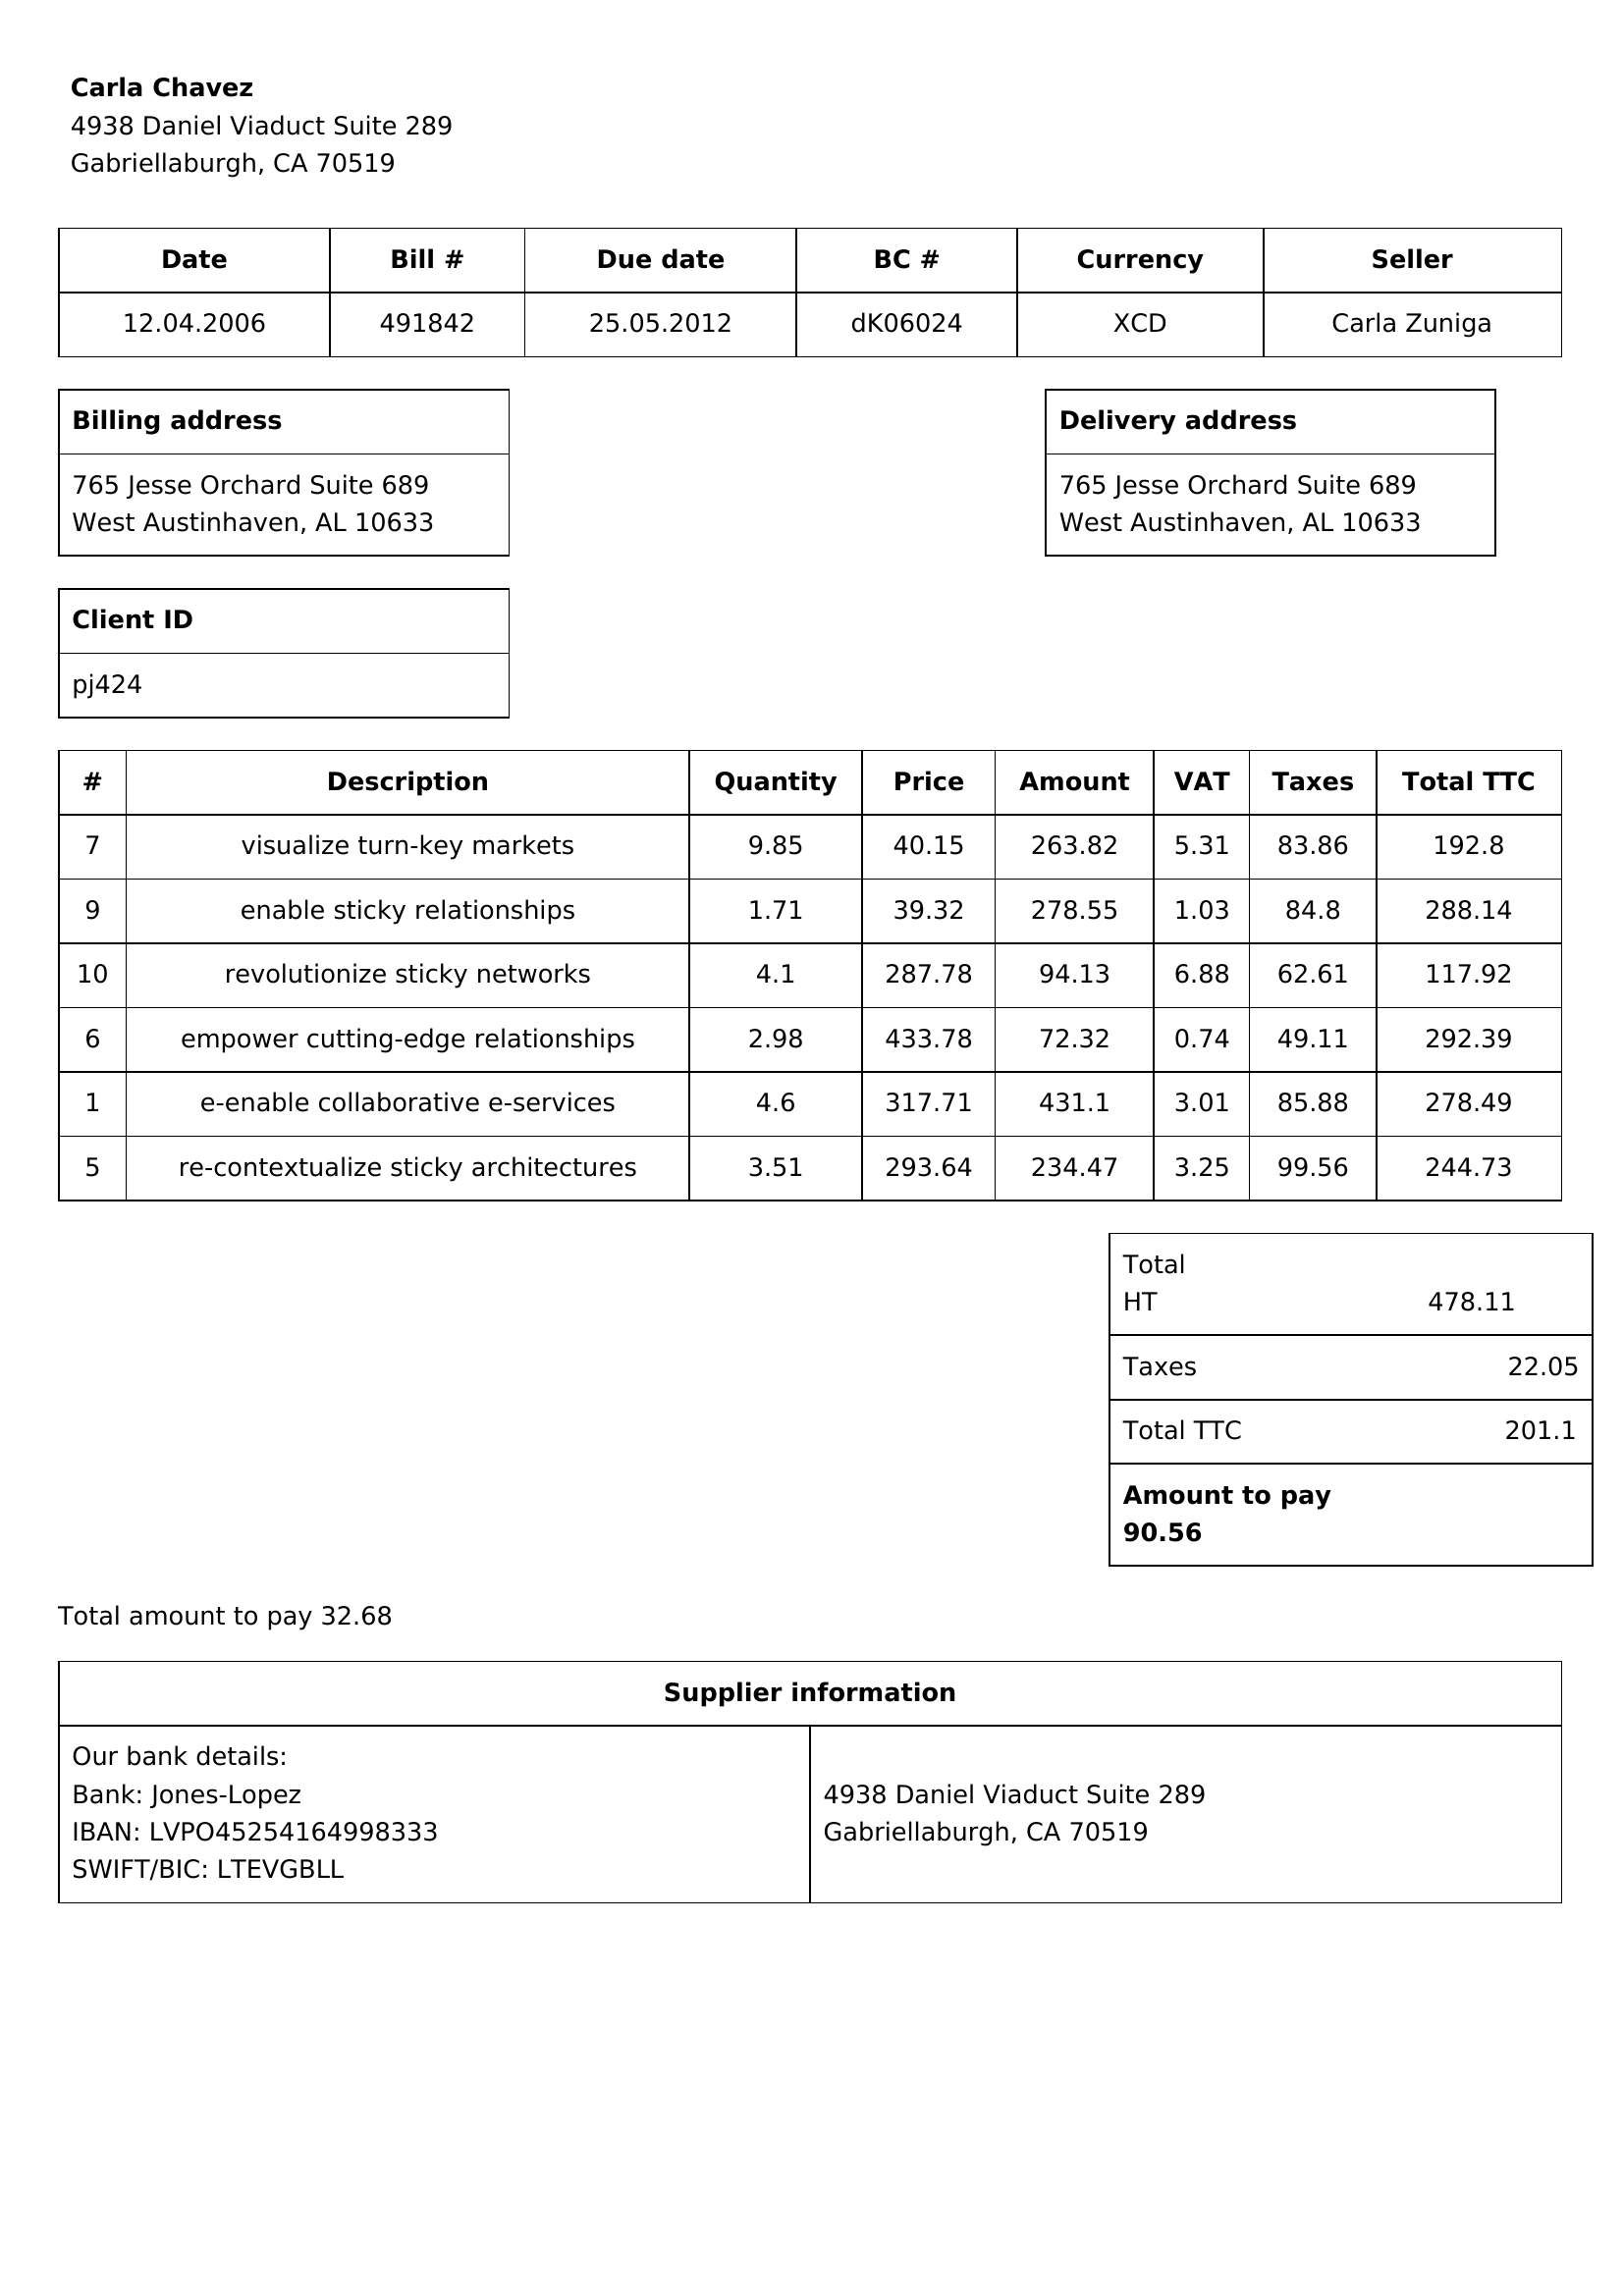 Carla Chavez
4938 Daniel Viaduct Suite 289
Gabriellaburgh, CA 70519
Date Bill # Due date BC # Currency Seller
12.04.2006 491842 25.05.2012 dK06024 XCD Carla Zuniga
Billing address Delivery address
765 Jesse Orchard Suite 689 765 Jesse Orchard Suite 689
West Austinhaven, AL 10633 West Austinhaven, AL 10633
Client ID
pj424
# Description Quantity Price Amount VAT Taxes Total TTC
7 visualize turn-key markets 9.85 40.15 263.82 5.31 83.86 192.8
9 enable sticky relationships 1.71 39.32 278.55 1.03 84.8 288.14
10 revolutionize sticky networks 4.1 287.78 94.13 6.88 62.61 117.92
6 empower cutting-edge relationships 2.98 433.78 72.32 0.74 49.11 292.39
1 e-enable collaborative e-services 4.6 317.71 431.1 3.01 85.88 278.49
5 re-contextualize sticky architectures 3.51 293.64 234.47 3.25 99.56 244.73
Total
HT 478.11
Taxes 22.05
Total TTC 201.1
Amount to pay
90.56
Total amount to pay 32.68
Supplier information
Our bank details:
Bank: Jones-Lopez 4938 Daniel Viaduct Suite 289
IBAN: LVPO45254164998333 Gabriellaburgh, CA 70519
SWIFT/BIC: LTEVGBLL